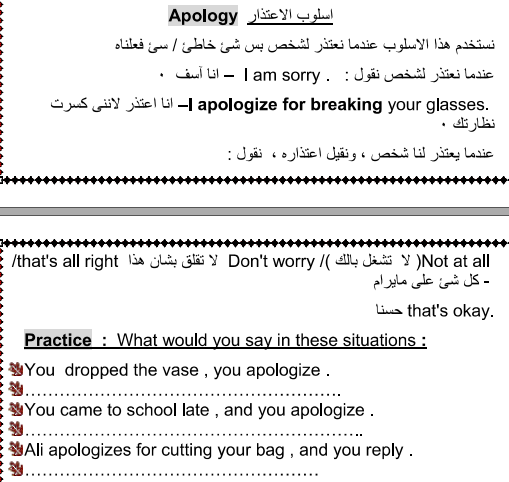 اسلوب الاعتذار Apology
نستخدم هذا الاسلوب عندما نعتذر لشخص بس شئ خاطئ / سئ فعلناه
عندما نعتذر لشخص نقول : I am sorry . – انا آسف ٠
I apologize for breaking your glasses. – انا اعتذر لاننى كسرت
نظارتك ٠
عندما يعتذر لنا شخص ، ونقيل اعتذاره ، نقول :
Not at all( لا تشغل بالك )/ Don't worry لا تقلق بشان هذا that's all right/
- كل شئ على مايرام
that's okay. حسنا
Practice : What would you say in these situations :
You dropped the vase , you apologize .
…………………………………………….
You came to school late , and you apologize .
………………………………………………..
Ali apologizes for cutting your bag , and you reply .
…………………………………………